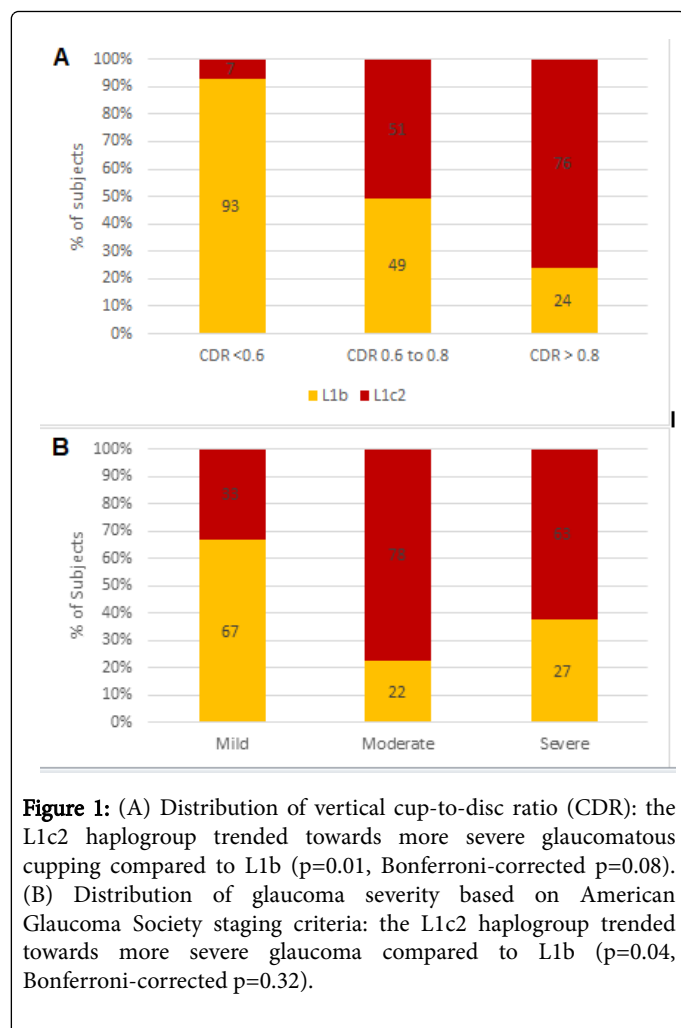 A
100%
90%
80%
70%
60%
50%
40%
30%
20%
10%
0%
% of subjects
7
93
51
49
76
24
CDR <0.6 CDR 0.6 to 0.8 CDR > 0.8
L1b L1c2
B
100%
90%
80%
70%
60%
50%
40%
30%
20%
10%
0%
% of Subjects
33
67
78
22
27
Mild Moderate Severe
Figure 1: (A) Distribution of vertical cup-to-disc ratio (CDR): the
L1c2 haplogroup trended towards more severe glaucomatous
cupping compared to L1b (p=0.01, Bonferroni-corrected p=0.08).
(B) Distribution of glaucoma severity based on American
Glaucoma Society staging criteria: the L1c2 haplogroup trended
towards more severe glaucoma compared to L1b (p=0.04,
Bonferroni-corrected p=0.32).